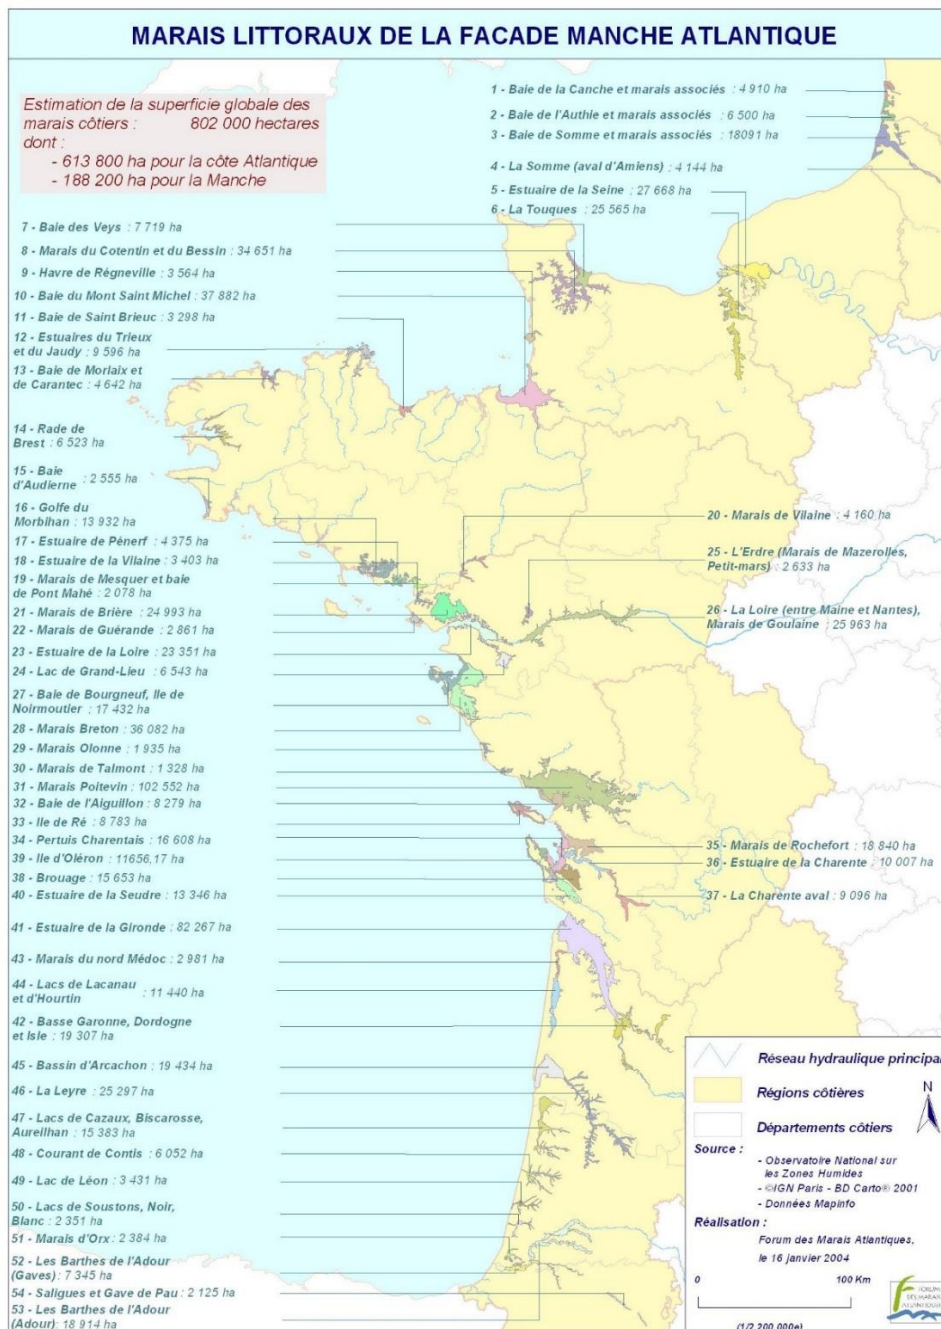 MARAIS LITTORAUX DE LA FACADE MANCHE ATLANTIQUE
Estimation de la superficie globale des
marais côtiers : 802 000 hectares
dont :
- 613 800 ha pour la côte Atlantique
- 188 200 ha pour la Manche
1 - Baie de la Canche et marais associés : 4 910 ha
2 - Baie de l'Authie et marais associés : 6 500 ha
3 - Baie de Somme et marais associés : 18091 ha
4 - La Somme (aval d'Amiens) : 4 144 ha
5 - Estuaire de la Seine : 27 668 ha
6 - La Touques : 25 565 ha
7 - Baie des Veys : 7 719 ha
8 - Marais du Cotentin et du Bessin : 34 651 ha
9 - Havre de Régneville : 3 564 ha
10 - Baie du Mont Saint Michel : 37 882 ha
11 - Baie de Saint Brieuc : 3 298 ha
12 - Estuaires du Trieux
et du Jaudy : 9 596 ha
13 - Baie de Morlaix et
de Carantec : 4 642 ha
14 - Rade de
Brest : 6 523 ha
15 - Baie
d'Audierne : 2 555 ha
16 - Golfe du
Morbihan : 13 932 ha
17 - Estuaire de Pénerf : 4 375 ha
18 - Estuaire de la Vilaine : 3 403 ha
19 - Marais de Mesquer et baie
de Pont Mahé : 2 078 ha
21 - Marais de Brière : 24 993 ha
22 - Marais de Guérande : 2 861 ha
23 - Estuaire de la Loire : 23 351 ha
24 - Lac de Grand-Lieu : 6 543 ha
27 - Baie de Bourgneuf, Ile de
Noirmoutier : 17 432 ha
28 - Marais Breton : 36 082 ha
29 - Marais Olonne : 1 935 ha
30 - Marais de Talmont : 1 328 ha
31 - Marais Poitevin : 102 552 ha
32 - Baie de l'Aiguillon : 8 279 ha
33 - Ile de Ré : 8 783 ha
34 - Pertuis Charentais : 16 608 ha
39 - Ile d'Oléron : 11656,17 ha
38 - Brouage : 15 653 ha
40 - Estuaire de la Seudre : 13 346 ha
41 - Estuaire de la Gironde : 82 267 ha
43 - Marais du nord Médoc : 2 981 ha
44 - Lacs de Lacanau
et d'Hourtin : 11 440 ha
42 - Basse Garonne, Dordogne
et Isle : 19 307 ha
45 - Bassin d'Arcachon : 19 434 ha
46 - La Leyre : 25 297 ha
47 - Lacs de Cazaux, Biscarosse,
Aureilhan : 15 383 ha
48 - Courant de Contis : 6 052 ha
49 - Lac de Léon : 3 431 ha
50 - Lacs de Soustons, Noir,
Blanc : 2 351 ha
51 - Marais d'Orx : 2 384 ha
52 - Les Barthes de l'Adour
(Gaves) : 7 345 ha
54 - Saligues et Gave de Pau : 2 125 ha
53 - Les Barthes de l'Adour
(Adour) : 18 914 ha
20 - Marais de Vilaine : 4 160 ha
25 - L'Erdre (Marais de Mazerolles,
Petit-mars) : 2 633 ha
26 - La Loire (entre Maine et Nantes),
Marais de Goulaine : 25 963 ha
35 - Marais de Rochefort : 18 840 ha
36 - Estuaire de la Charente : 10 007 ha
37 - La Charente aval : 9 096 ha
Réseau hydraulique principal
Régions côtières
Départements côtiers
N
Source :
- Observatoire National sur
les Zones Humides
- ©IGN Paris - BD Carto® 2001
- Données Mapinfo
Réalisation :
Forum des Marais Atlantiques,
le 16 janvier 2004
0 100 Km
(1/2 200 000e)
FORUM
DES MARAIS
ATLANTIQUES